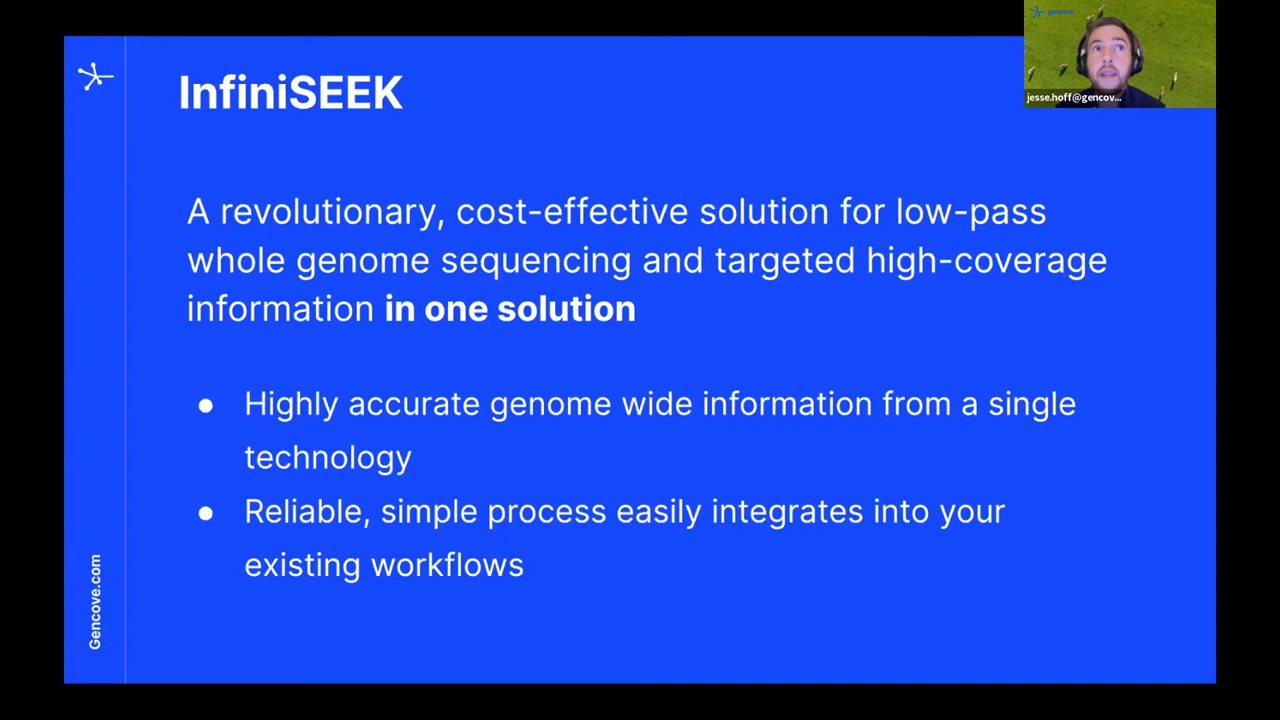 InfiniSEEK
gencove
jesse.hoff@gencov...
A revolutionary, cost-effective solution for low-pass
whole genome sequencing and targeted high-coverage
information in one solution
● Highly accurate genome wide information from a single
technology
● Reliable, simple process easily integrates into your
existing workflows
Gencove.com